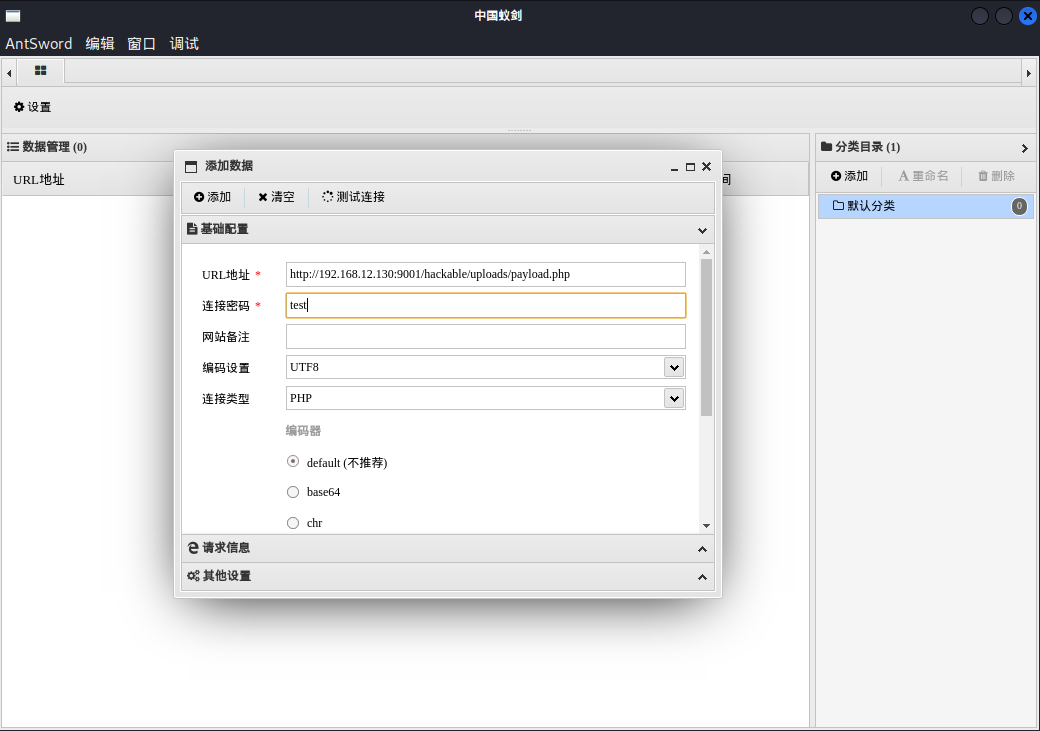 中国蚁剑
AntSword 编辑 窗口 调试
设置
数据管理 (0)
URL地址
间
添加数据
添加 清空 测试连接
基础配置
URL地址 * http://192.168.12.130:9001/hackable/uploads/payload.php
连接密码 * test
网站备注
编码设置 UTF8
连接类型 PHP
编码器
default (不推荐)
base64
chr
请求信息
其他设置
分类目录 (1)
添加 重命名 删除
默认分类 0